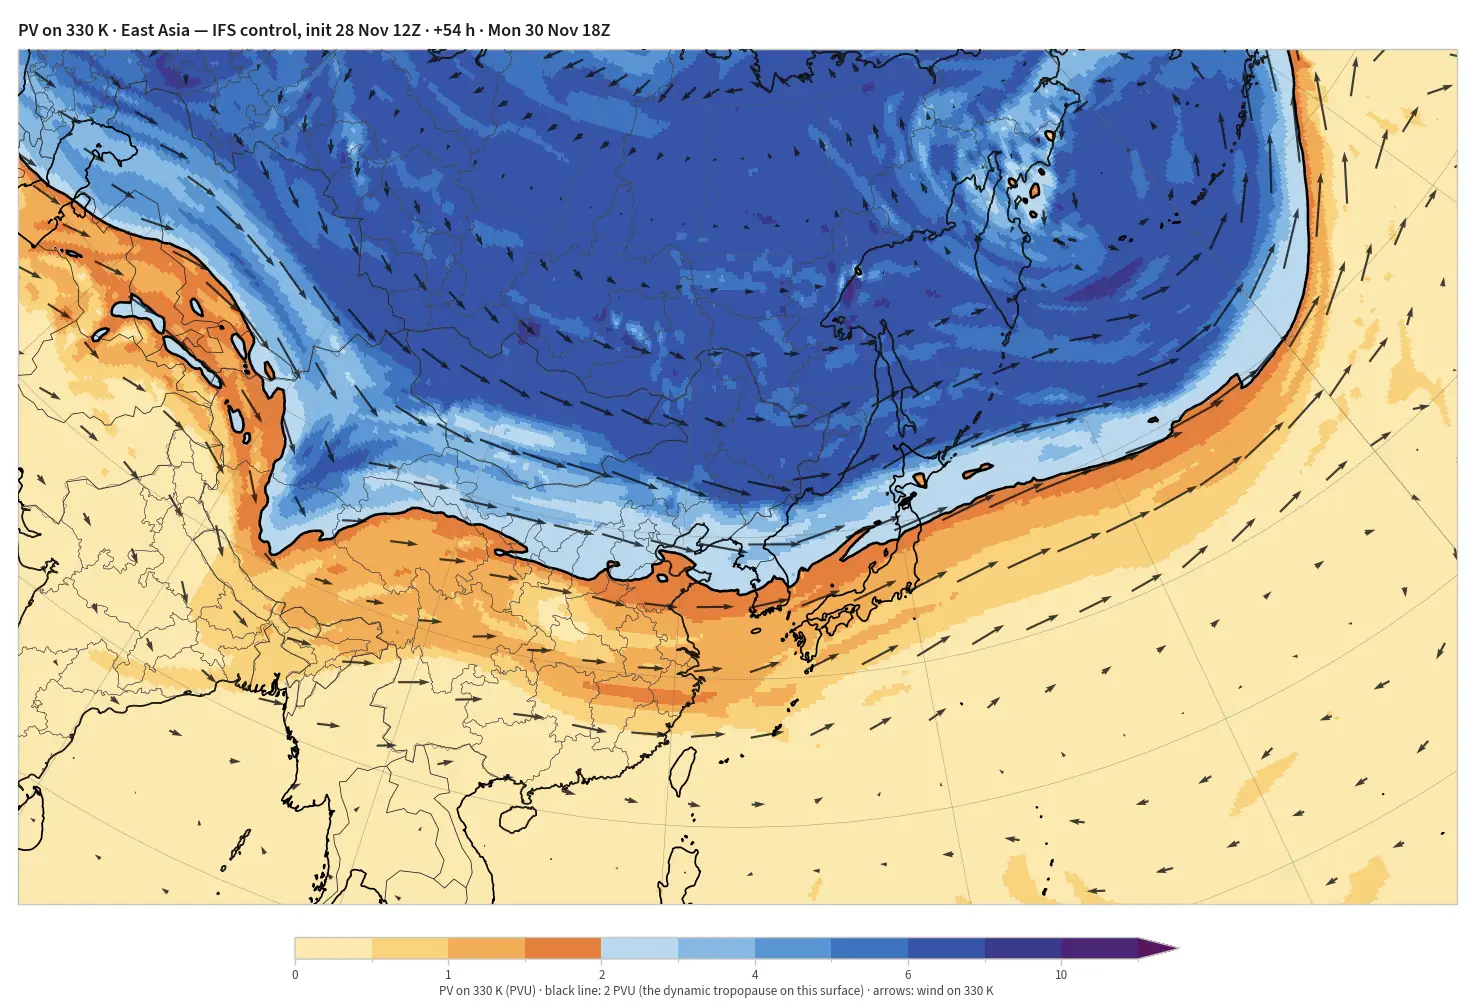 PV on 330 K · East Asia — IFS control, init 28 Nov 12Z · +54 h · Mon 30 Nov 18Z
0 1 2 4 6 10
PV on 330 K (PVU) · black line: 2 PVU (the dynamic tropopause on this surface) · arrows: wind on 330 K